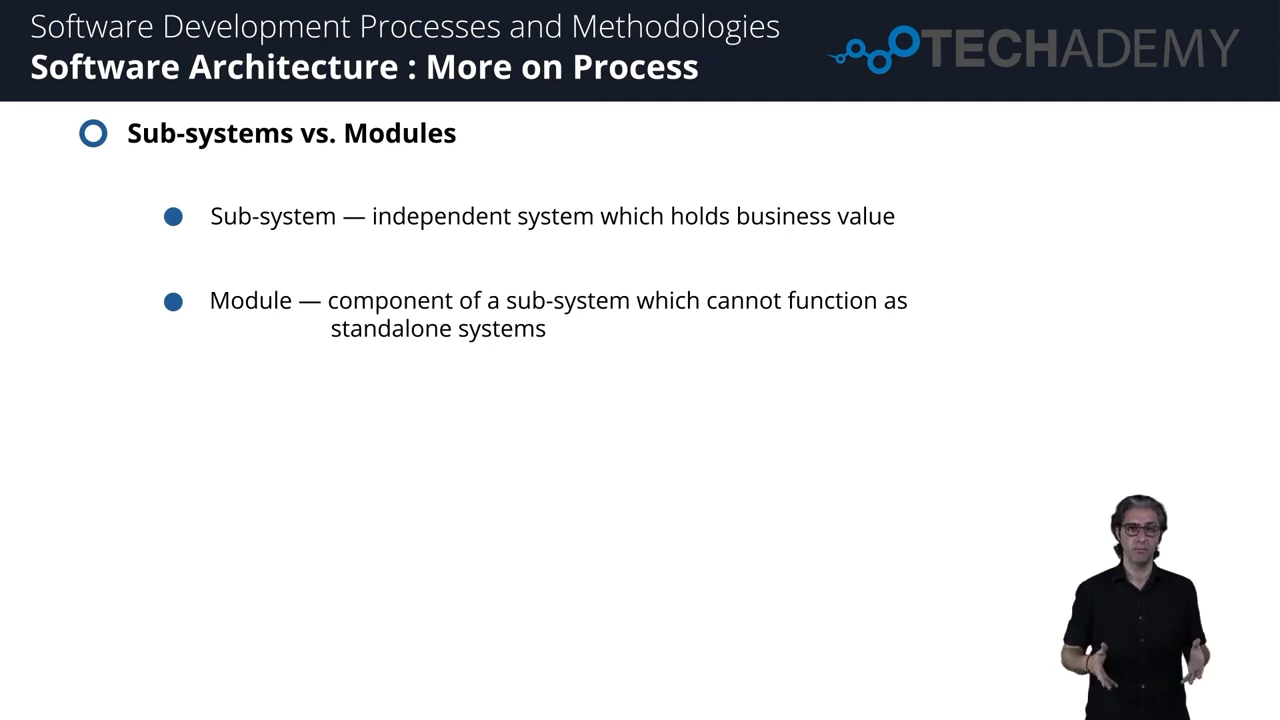 Software Development Processes and Methodologies
Software Architecture : More on Process
TECHADEMY
Sub-systems vs. Modules
Sub-system — independent system which holds business value
Module — component of a sub-system which cannot function as
standalone systems